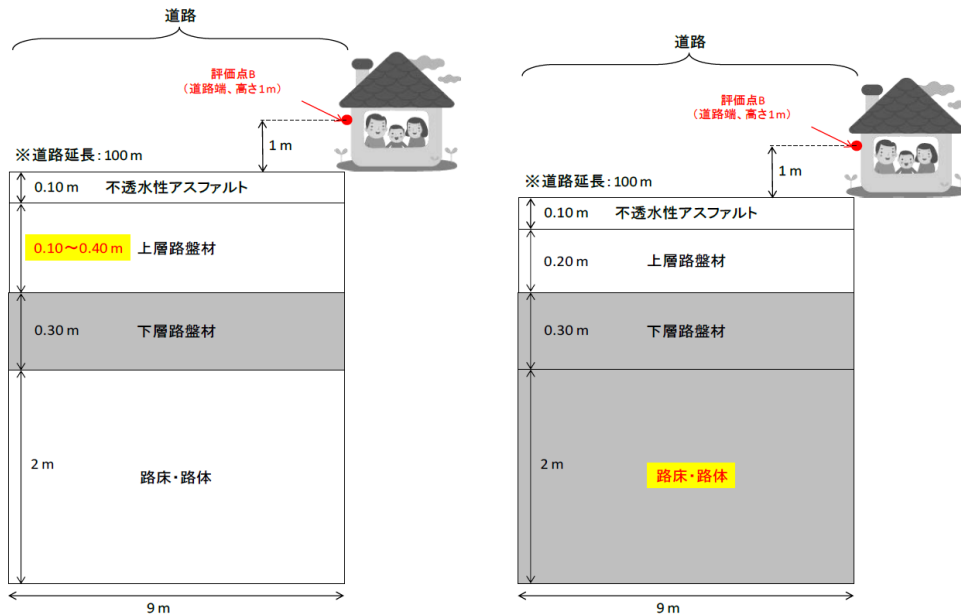 道路
評価点B
（道路端、高さ1m）
1 m
※道路延長：100 m
0.10 m 不透水性アスファルト
0.10～0.40 m 上層路盤材
0.30 m 下層路盤材
2 m
路床・路体
9 m
道路
評価点B
（道路端、高さ1m）
1 m
※道路延長：100 m
0.10 m 不透水性アスファルト
0.20 m 上層路盤材
0.30 m 下層路盤材
2 m
路床・路体
9 m